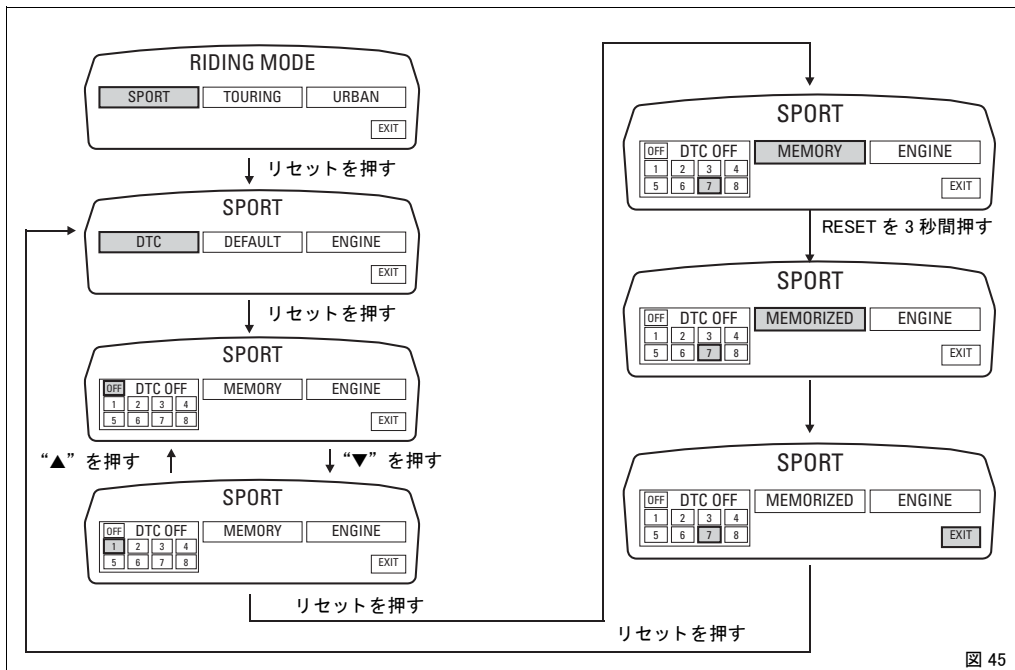 RIDING MODE
SPORT TOURING URBAN
EXIT
リセットを押す
SPORT
DTC DEFAULT ENGINE
EXIT
リセットを押す
SPORT
OFF DTC OFF MEMORY ENGINE
1 2 3 4
5 6 7 8
EXIT
“▲” を押す “▼” を押す
SPORT
OFF DTC OFF MEMORY ENGINE
1 2 3 4
5 6 7 8
EXIT
リセットを押す
SPORT
OFF DTC OFF MEMORY ENGINE
1 2 3 4
5 6 7 8
EXIT
RESET を 3 秒間押す
SPORT
OFF DTC OFF MEMORIZED ENGINE
1 2 3 4
5 6 7 8
EXIT
SPORT
OFF DTC OFF MEMORIZED ENGINE
1 2 3 4
5 6 7 8
EXIT
リセットを押す
図 45